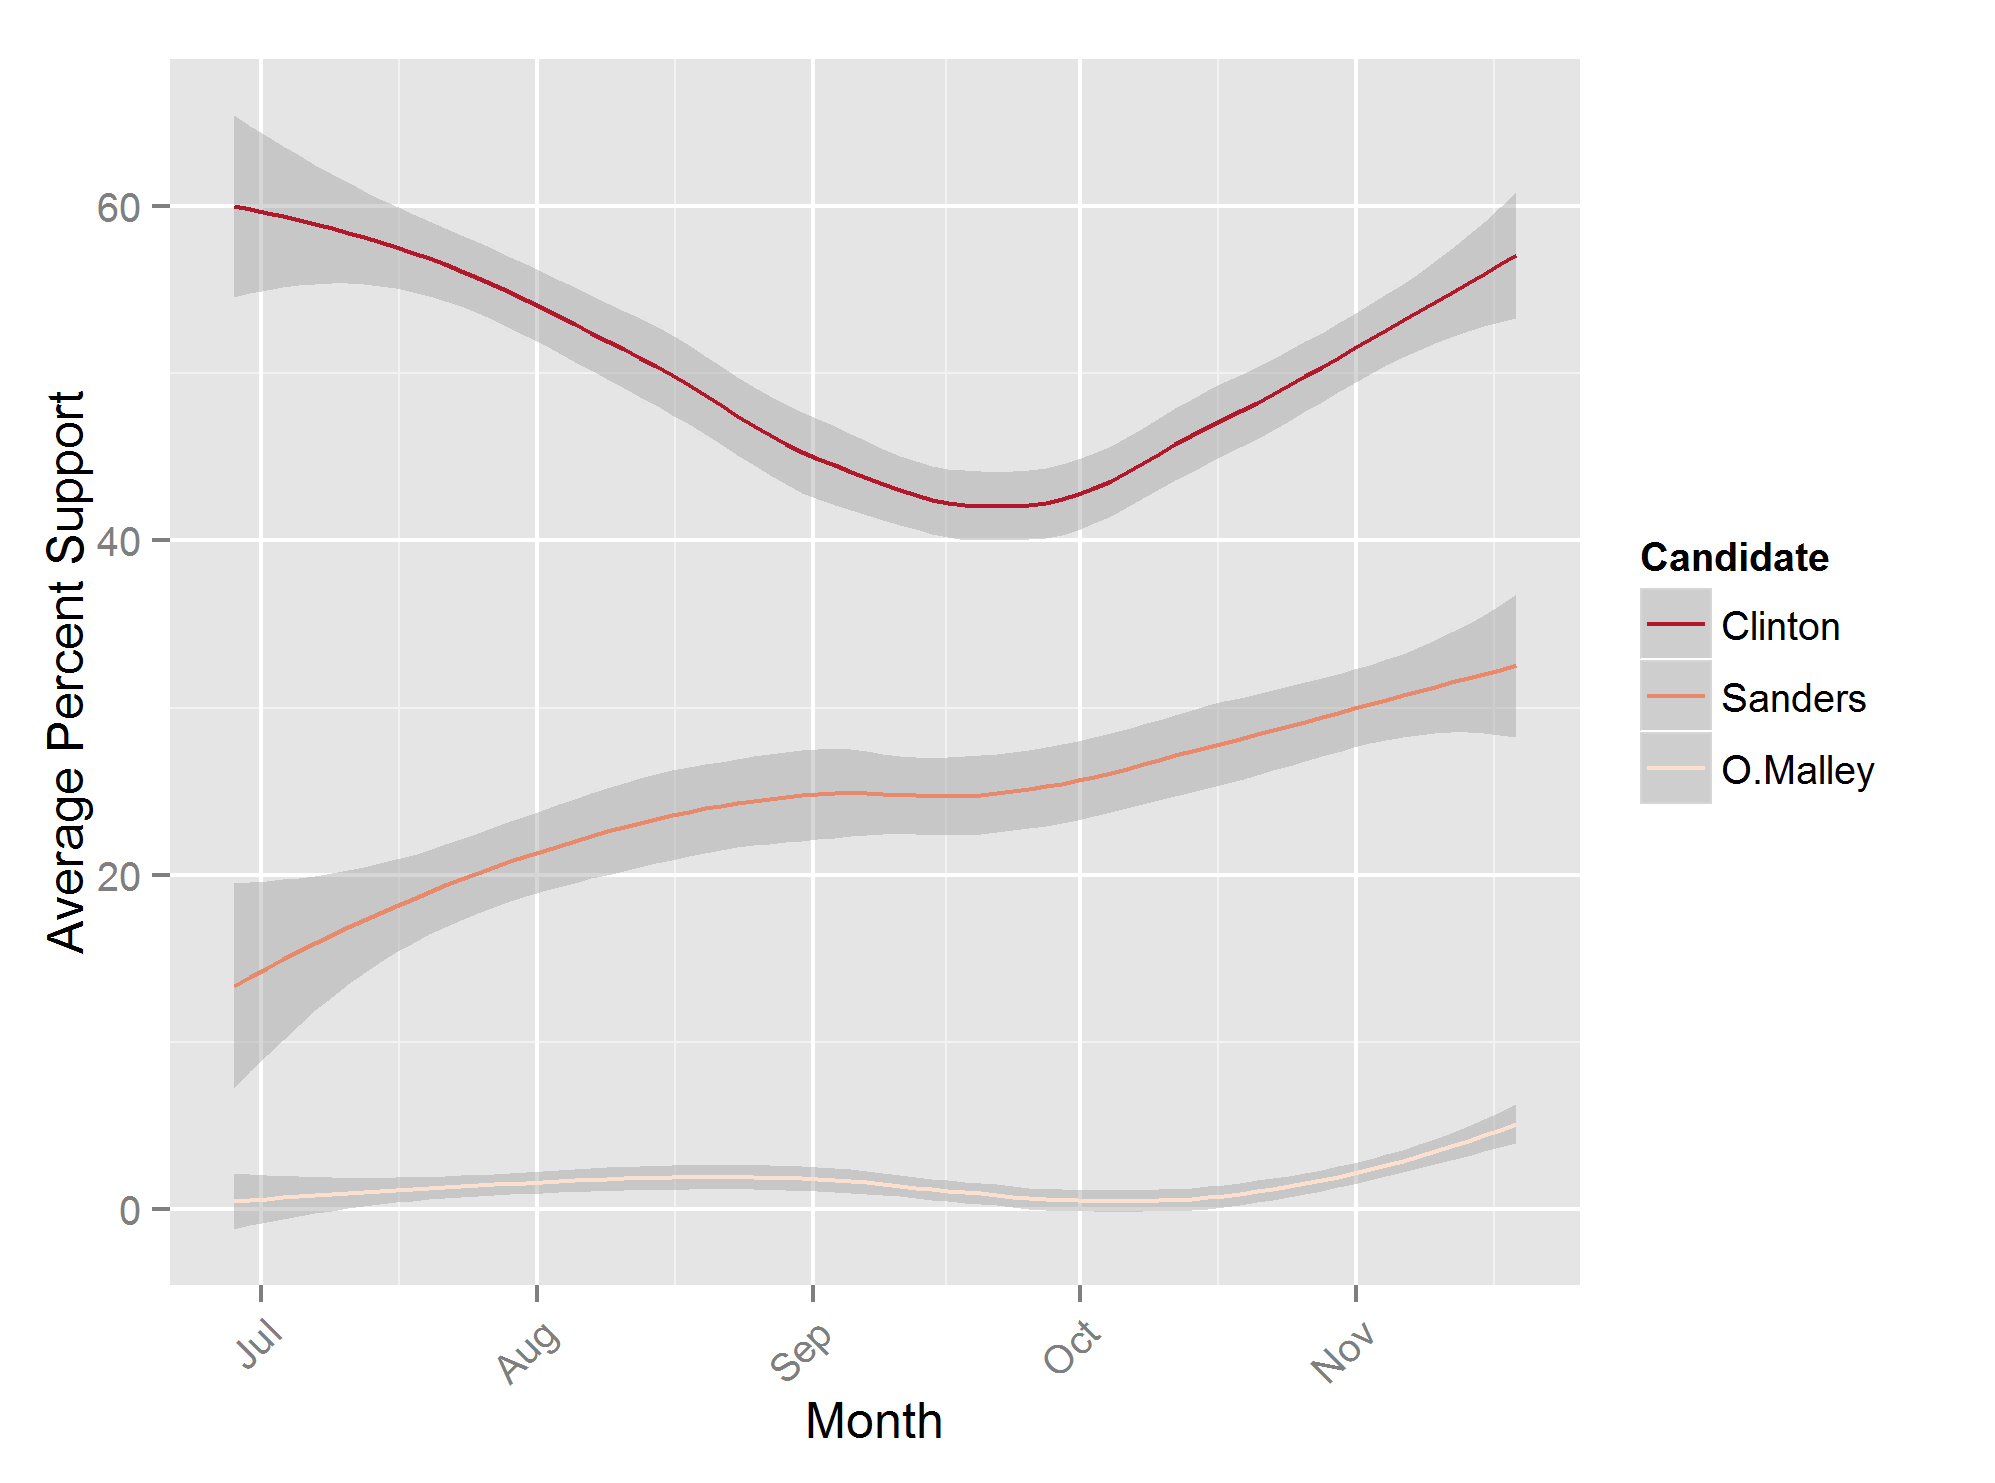 Average Percent Support
60
40
20
0
Jul
Aug
Sep
Oct
Nov
Month
Candidate
Clinton
Sanders
O.Malley